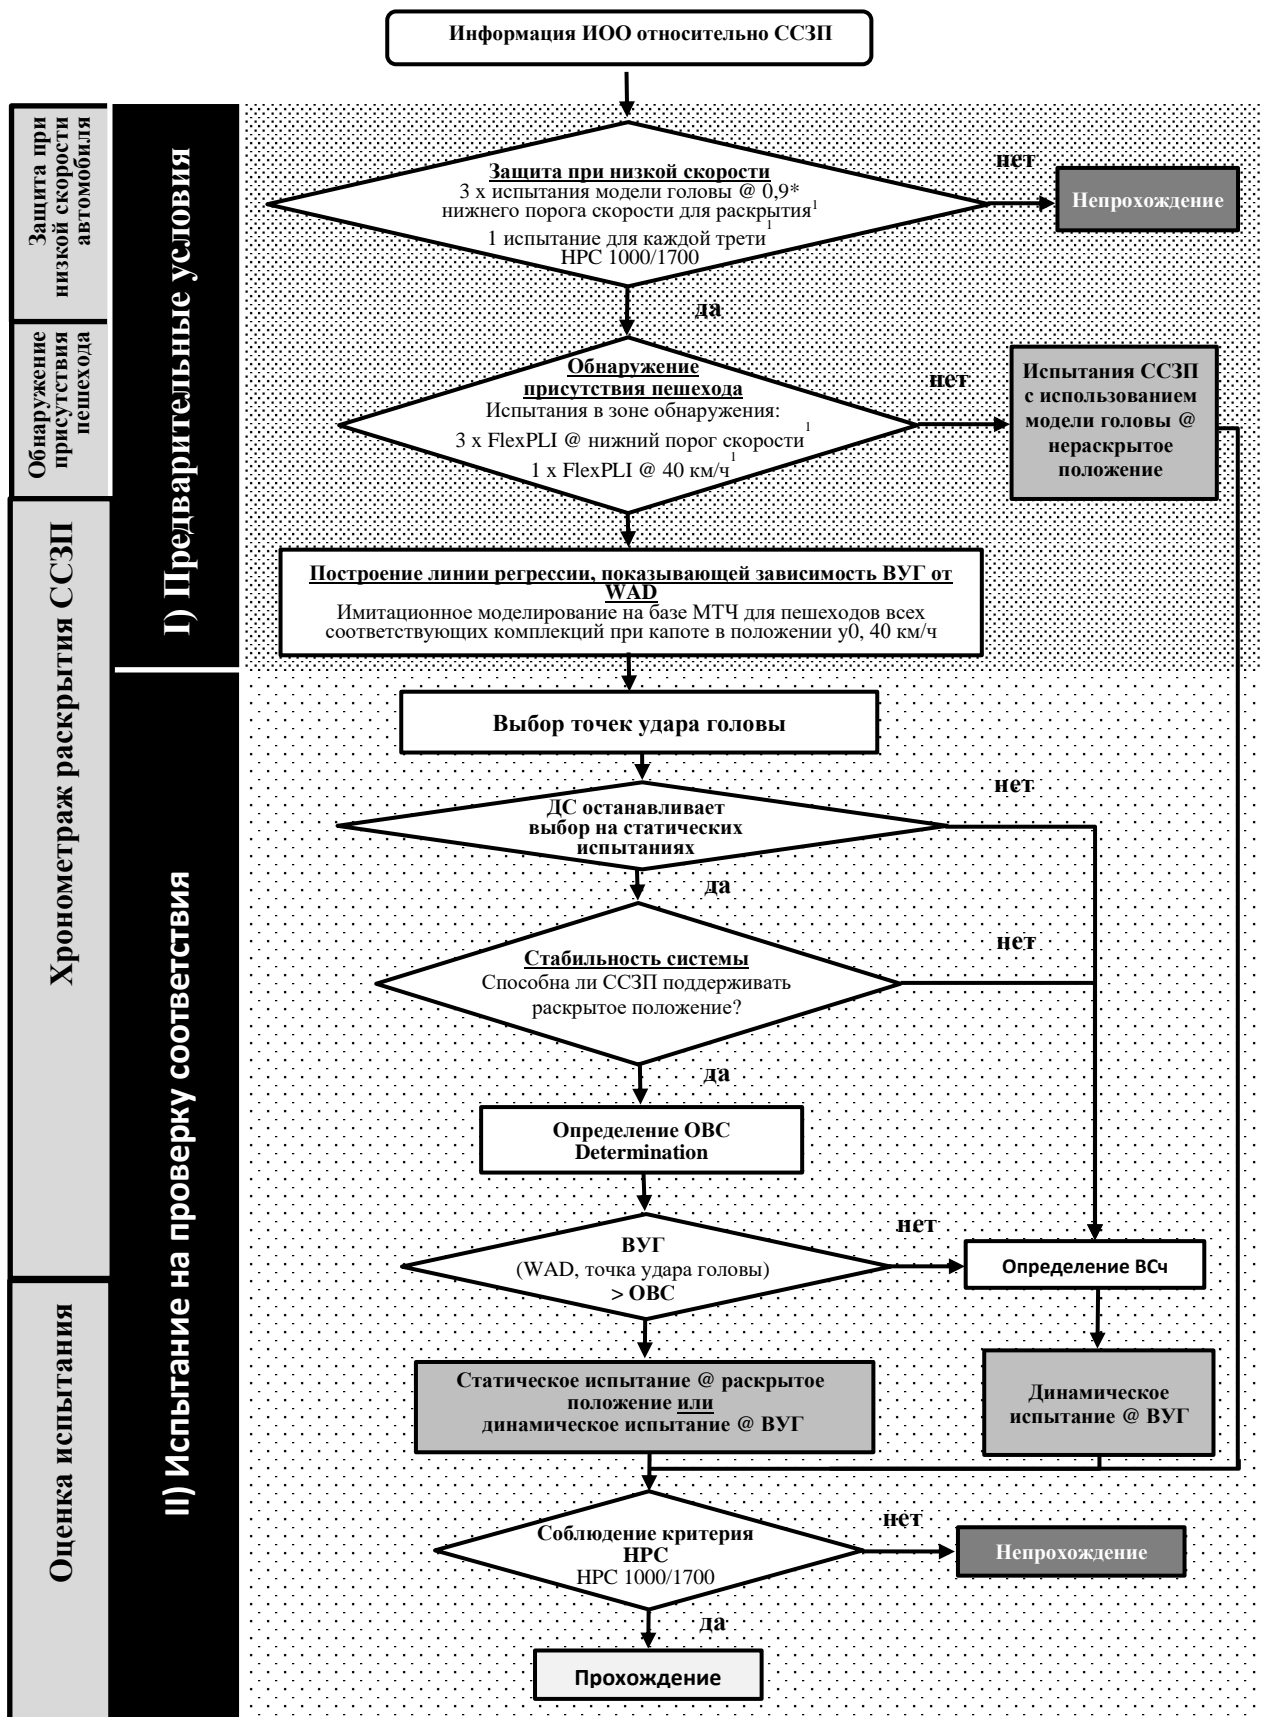 Информация ИОО относительно ССЗП
Защита при
низкой скорости
автомобиля
Обнаружение
присутствия
пешехода
Хронометраж раскрытия ССЗП
Оценка испытания
I) Предварительные условия
II) Испытание на проверку соответствия
Защита при низкой скорости
3 x испытания модели головы @ 0,9*
нижнего порога скорости для раскрытия1
1 испытание для каждой трети1
HPC 1000/1700
нет
Непрохождение
да
Обнаружение
присутствия пешехода
Испытания в зоне обнаружения:
3 x FlexPLI @ нижний порог скорости1
1 x FlexPLI @ 40 км/ч1
нет
Испытания ССЗП
с использованием
модели головы @
нераскрытое
положение
Построение линии регрессии, показывающей зависимость ВУГ от
WAD
Имитационное моделирование на базе МТЧ для пешеходов всех
соответствующих комплекций при капоте в положении y0, 40 км/ч
Выбор точек удара головы
ДС останавливает
выбор на статических
испытаниях
нет
да
Стабильность системы
Способна ли ССЗП поддерживать
раскрытое положение?
нет
да
Определение ОВС
Determination
ВУГ
(WAD, точка удара головы)
> ОВС
нет
Определение ВСч
Статическое испытание @ раскрытое
положение или
динамическое испытание @ ВУГ
Динамическое
испытание @ ВУГ
Соблюдение критерия
HPC
HPC 1000/1700
нет
Непрохождение
да
Прохождение